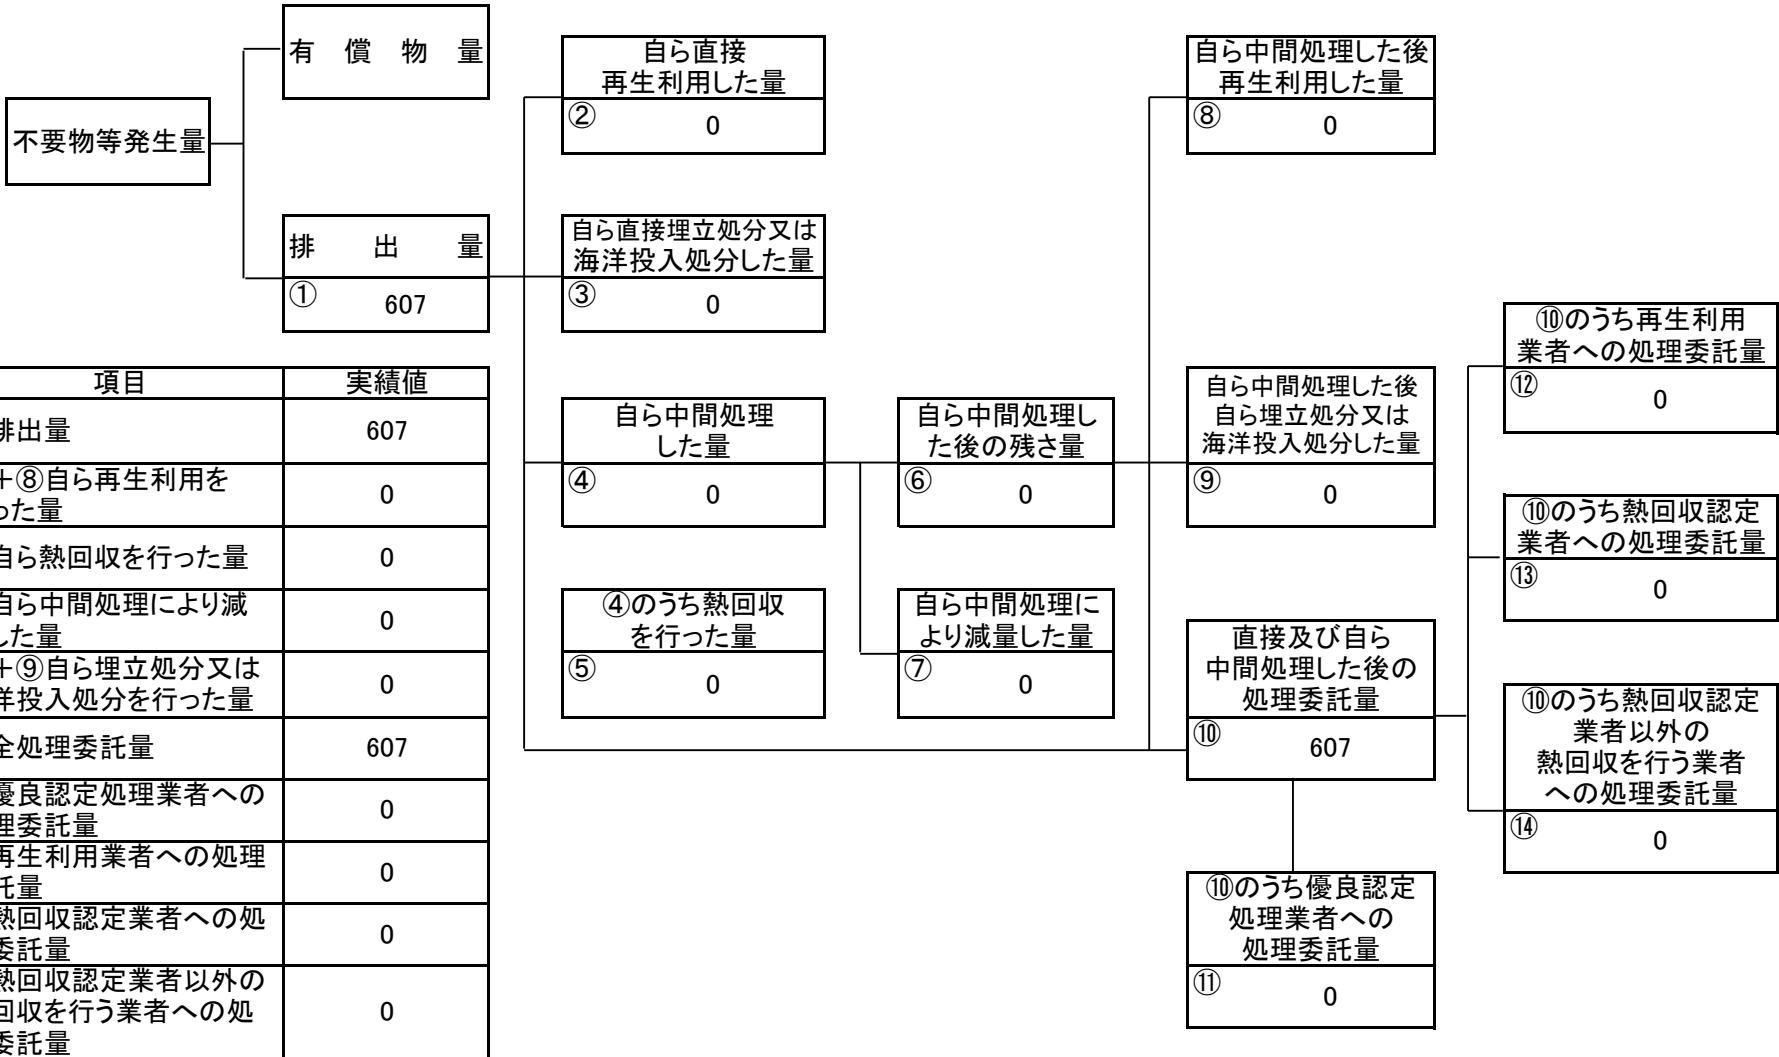 有償物量
不要物等発生量
排出量
① 607
自ら直接
再生利用した量
② 0
自ら直接埋立処分又は
海洋投入処分した量
③ 0
自ら中間処理
した量
④ 0
④のうち熱回収
を行った量
⑤ 0
自ら中間処理し
た後の残さ量
⑥ 0
自ら中間処理に
より減量した量
⑦ 0
自ら中間処理した後
再生利用した量
⑧ 0
自ら中間処理した後
自ら埋立処分又は
海洋投入処分した量
⑨ 0
直接及び自ら
中間処理した後の
処理委託量
⑩ 607
⑩のうち優良認定
処理業者への
処理委託量
⑪ 0
⑩のうち再生利用
業者への処理委託量
⑫ 0
⑩のうち熱回収認定
業者への処理委託量
⑬ 0
⑩のうち熱回収認定
業者以外の
熱回収を行う業者
への処理委託量
⑭ 0
項目 実績値
排出量 607
+⑧自ら再生利用を
った量 0
自ら熱回収を行った量 0
自ら中間処理により減
した量 0
+⑨自ら埋立処分又は
洋投入処分を行った量 0
全処理委託量 607
優良認定処理業者への
理委託量 0
再生利用業者への処理
託量 0
熱回収認定業者への処
委託量 0
熱回収認定業者以外の
回収を行う業者への処
委託量 0